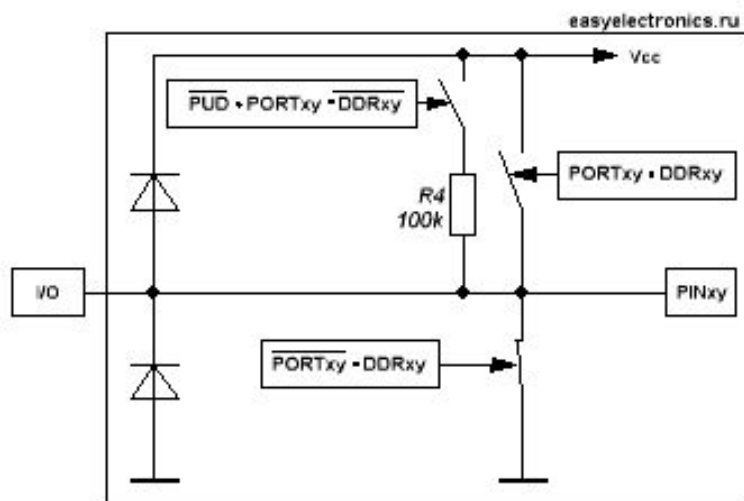 easyelectronics.ru
Vcc
PUD • PORTxy • DDRxy
PORTxy • DDRxy
R4
100k
I/O
PINxy
PORTxy • DDRxy